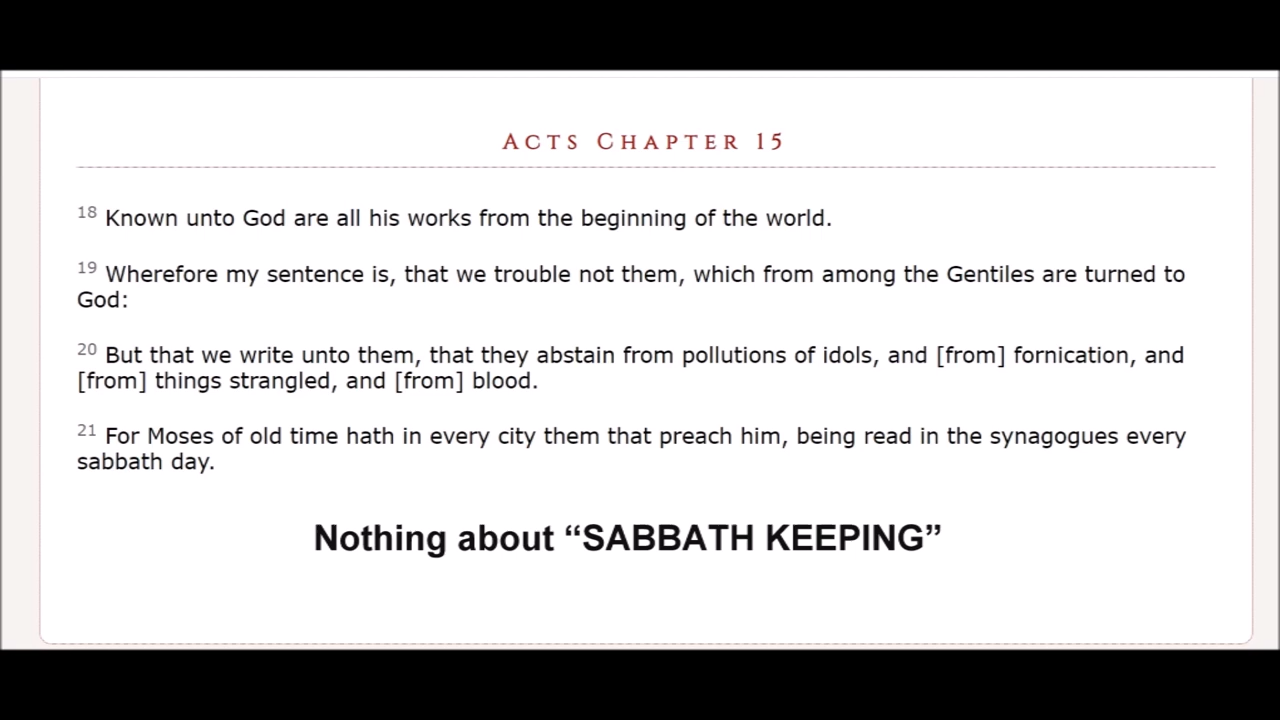 Acts Chapter 15
18 Known unto God are all his works from the beginning of the world.
19 Wherefore my sentence is, that we trouble not them, which from among the Gentiles are turned to
God:
20 But that we write unto them, that they abstain from pollutions of idols, and [from] fornication, and
[from] things strangled, and [from] blood.
21 For Moses of old time hath in every city them that preach him, being read in the synagogues every
sabbath day.
Nothing about “SABBATH KEEPING”